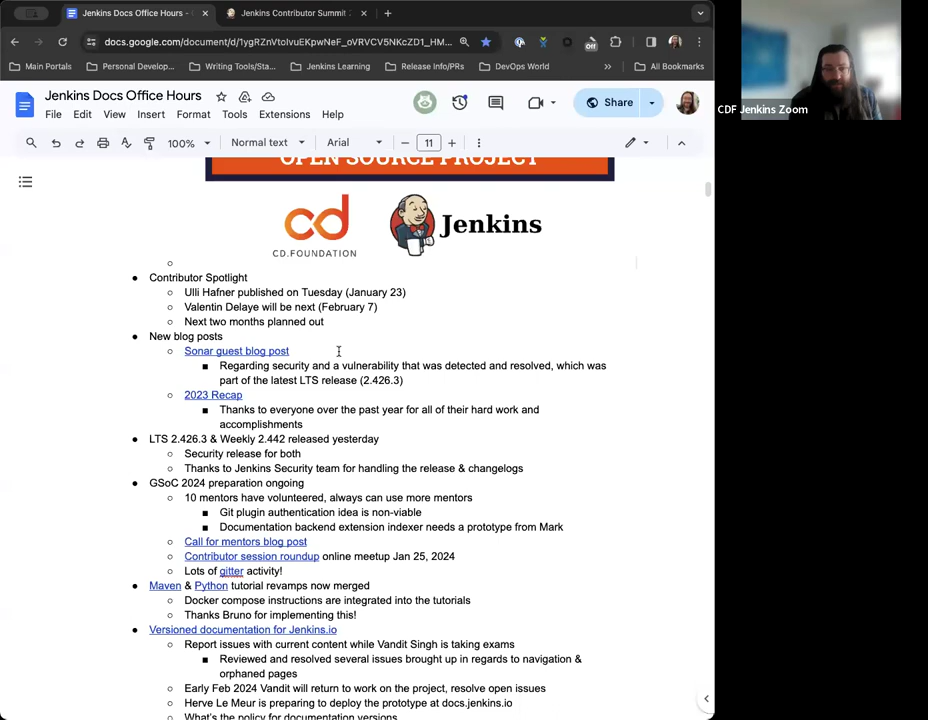 Jenkins Docs Office Hours -
Jenkins Contributor Summit
docs.google.com/document/d/1ygRZnVtoIvuEKpwNeF_oVRVCV5NKcZD1_HM...
Off
Main Portals
Personal Develop...
Writing Tools/Sta...
Jenkins Learning
Release Info/PRs
DevOps World
All Bookmarks
Jenkins Docs Office Hours
File Edit View Insert Format Tools Extensions Help
Share
100% Normal text Arial 11
OPEN SOURCE PROJECT
cd Jenkins
CD.FOUNDATION
Contributor Spotlight
Ulli Hafner published on Tuesday (January 23)
Valentin Delaye will be next (February 7)
Next two months planned out
New blog posts
Sonar guest blog post
Regarding security and a vulnerability that was detected and resolved, which was
part of the latest LTS release (2.426.3)
2023 Recap
Thanks to everyone over the past year for all of their hard work and
accomplishments
LTS 2.426.3 & Weekly 2.442 released yesterday
Security release for both
Thanks to Jenkins Security team for handling the release & changelogs
GSoC 2024 preparation ongoing
10 mentors have volunteered, always can use more mentors
Git plugin authentication idea is non-viable
Documentation backend extension indexer needs a prototype from Mark
Call for mentors blog post
Contributor session roundup online meetup Jan 25, 2024
Lots of gitter activity!
Maven & Python tutorial revamps now merged
Docker compose instructions are integrated into the tutorials
Thanks Bruno for implementing this!
Versioned documentation for Jenkins.io
Report issues with current content while Vandit Singh is taking exams
Reviewed and resolved several issues brought up in regards to navigation &
orphaned pages
Early Feb 2024 Vandit will return to work on the project, resolve open issues
Herve Le Meur is preparing to deploy the prototype at docs.jenkins.io
What's the policy for documentation versions
CDF Jenkins Zoom